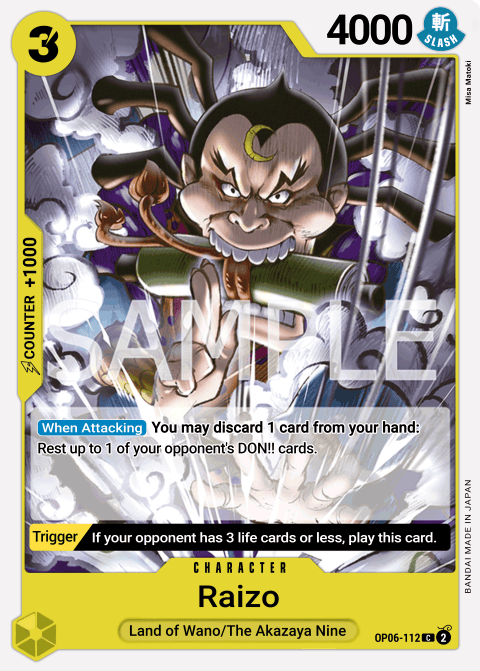 3
4000
斬
SLASH
Misa Matoki
COUNTER +1000
SAMPLE
When Attacking You may discard 1 card from your hand:
Rest up to 1 of your opponent's DON!! cards.
Trigger If your opponent has 3 life cards or less, play this card.
CHARACTER
Raizo
Land of Wano/The Akazaya Nine
OP06-112 C 2
BANDAI MADE IN JAPAN